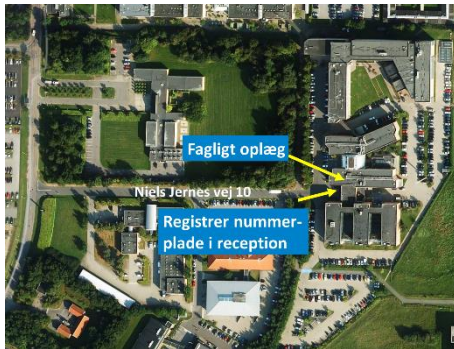 Fagligt oplæg
Niels Jernes vej 10
Registrer nummer-
plade i reception